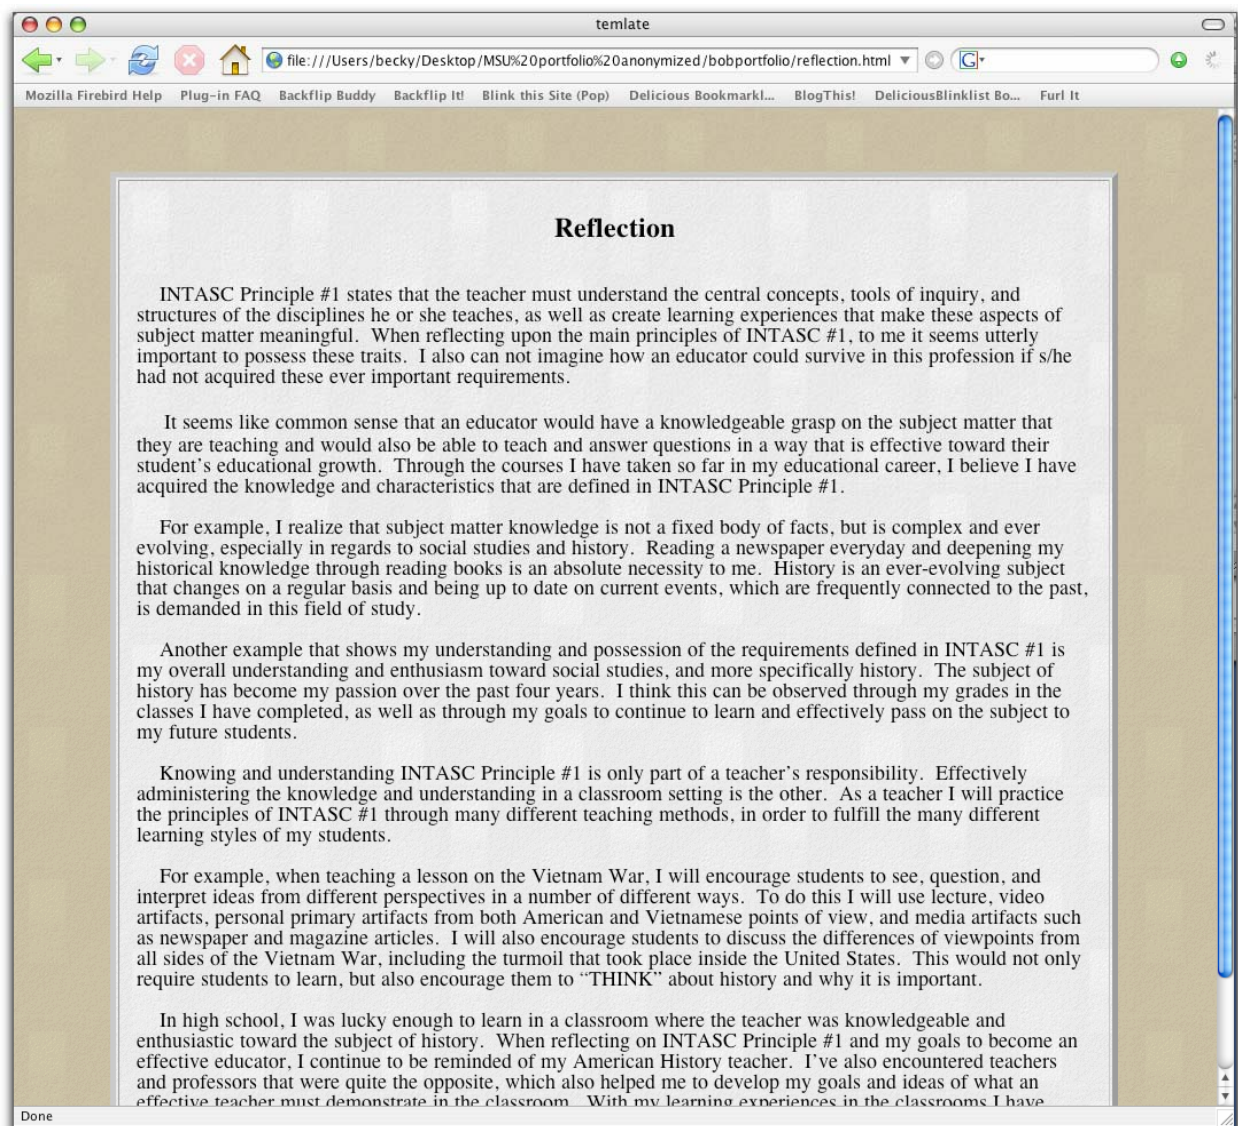 temlate
file:///Users/becky/Desktop/MSU%20portfolio%20anonymized/bobportfolio/reflection.html
G
Mozilla Firebird Help Plug-in FAQ Backflip Buddy Backflip It! Blink this Site (Pop) Delicious Bookmarkl... BlogThis! DeliciousBlinklist Bo... Furl It
Reflection
INTASC Principle #1 states that the teacher must understand the central concepts, tools of inquiry, and
structures of the disciplines he or she teaches, as well as create learning experiences that make these aspects of
subject matter meaningful. When reflecting upon the main principles of INTASC #1, to me it seems utterly
important to possess these traits. I also can not imagine how an educator could survive in this profession if s/he
had not acquired these ever important requirements.
It seems like common sense that an educator would have a knowledgeable grasp on the subject matter that
they are teaching and would also be able to teach and answer questions in a way that is effective toward their
student's educational growth. Through the courses I have taken so far in my educational career, I believe I have
acquired the knowledge and characteristics that are defined in INTASC Principle #1.
For example, I realize that subject matter knowledge is not a fixed body of facts, but is complex and ever
evolving, especially in regards to social studies and history. Reading a newspaper everyday and deepening my
historical knowledge through reading books is an absolute necessity to me. History is an ever-evolving subject
that changes on a regular basis and being up to date on current events, which are frequently connected to the past,
is demanded in this field of study.
Another example that shows my understanding and possession of the requirements defined in INTASC #1 is
my overall understanding and enthusiasm toward social studies, and more specifically history. The subject of
history has become my passion over the past four years. I think this can be observed through my grades in the
classes I have completed, as well as through my goals to continue to learn and effectively pass on the subject to
my future students.
Knowing and understanding INTASC Principle #1 is only part of a teacher's responsibility. Effectively
administering the knowledge and understanding in a classroom setting is the other. As a teacher I will practice
the principles of INTASC #1 through many different teaching methods, in order to fulfill the many different
learning styles of my students.
For example, when teaching a lesson on the Vietnam War, I will encourage students to see, question, and
interpret ideas from different perspectives in a number of different ways. To do this I will use lecture, video
artifacts, personal primary artifacts from both American and Vietnamese points of view, and media artifacts such
as newspaper and magazine articles. I will also encourage students to discuss the differences of viewpoints from
all sides of the Vietnam War, including the turmoil that took place inside the United States. This would not only
require students to learn, but also encourage them to “THINK” about history and why it is important.
In high school, I was lucky enough to learn in a classroom where the teacher was knowledgeable and
enthusiastic toward the subject of history. When reflecting on INTASC Principle #1 and my goals to become an
effective educator, I continue to be reminded of my American History teacher. I've also encountered teachers
and professors that were quite the opposite, which also helped me to develop my goals and ideas of what an
effective teacher must demonstrate in the classroom. With my learning experiences in the classrooms I have
Done